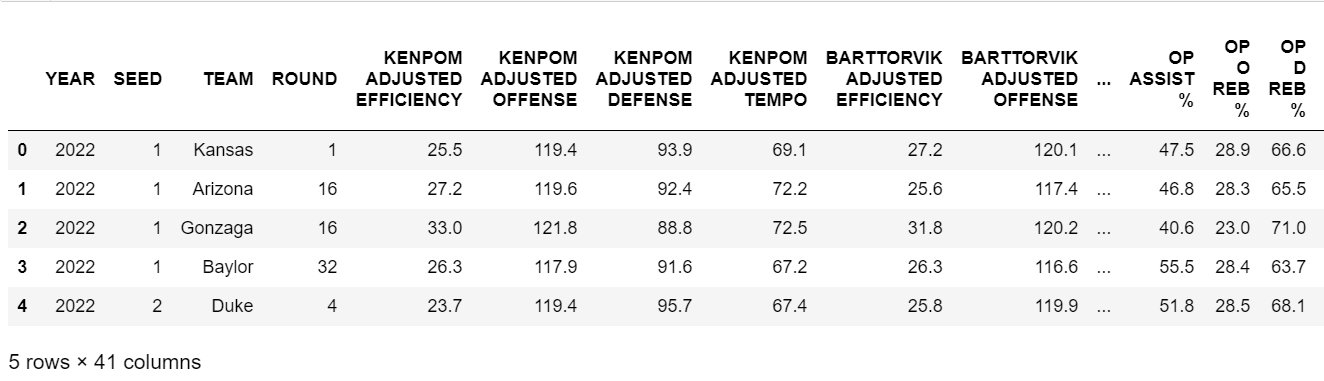 YEAR SEED TEAM ROUND KENPOM ADJUSTED EFFICIENCY KENPOM ADJUSTED OFFENSE KENPOM ADJUSTED DEFENSE KENPOM ADJUSTED TEMPO BARTTORVIK ADJUSTED EFFICIENCY BARTTORVIK ADJUSTED OFFENSE ... OP ASSIST % OP O REB % OP D REB %
0 2022 1 Kansas 1 25.5 119.4 93.9 69.1 27.2 120.1 ... 47.5 28.9 66.6
1 2022 1 Arizona 16 27.2 119.6 92.4 72.2 25.6 117.4 ... 46.8 28.3 65.5
2 2022 1 Gonzaga 16 33.0 121.8 88.8 72.5 31.8 120.2 ... 40.6 23.0 71.0
3 2022 1 Baylor 32 26.3 117.9 91.6 67.2 26.3 116.6 ... 55.5 28.4 63.7
4 2022 2 Duke 4 23.7 119.4 95.7 67.4 25.8 119.9 ... 51.8 28.5 68.1
5 rows × 41 columns